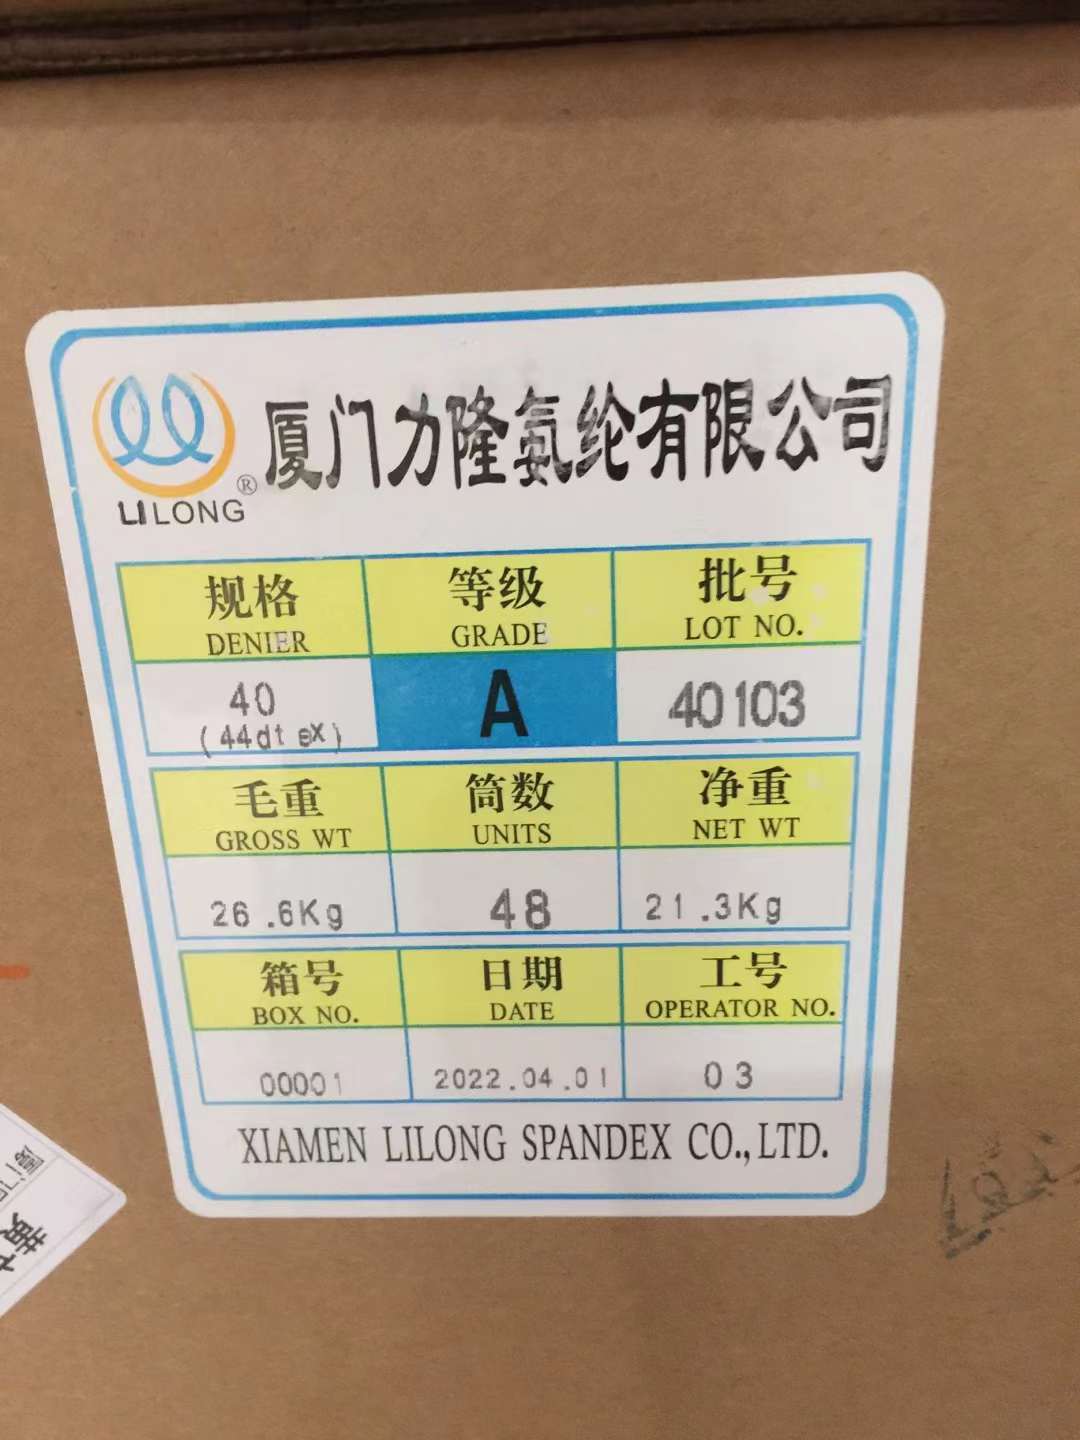 厦门力隆氨纶有限公司
®
LILONG
规格 等级 批号
DENIER GRADE LOT NO.
40 A 40103
(44dtex)
毛重 筒数 净重
GROSS WT UNITS NET WT
26.6Kg 48 21.3Kg
箱号 日期 工号
BOX NO. DATE OPERATOR NO.
00001 2022.04.01 03
XIAMEN LILONG SPANDEX CO.,LTD.
厦门
黄